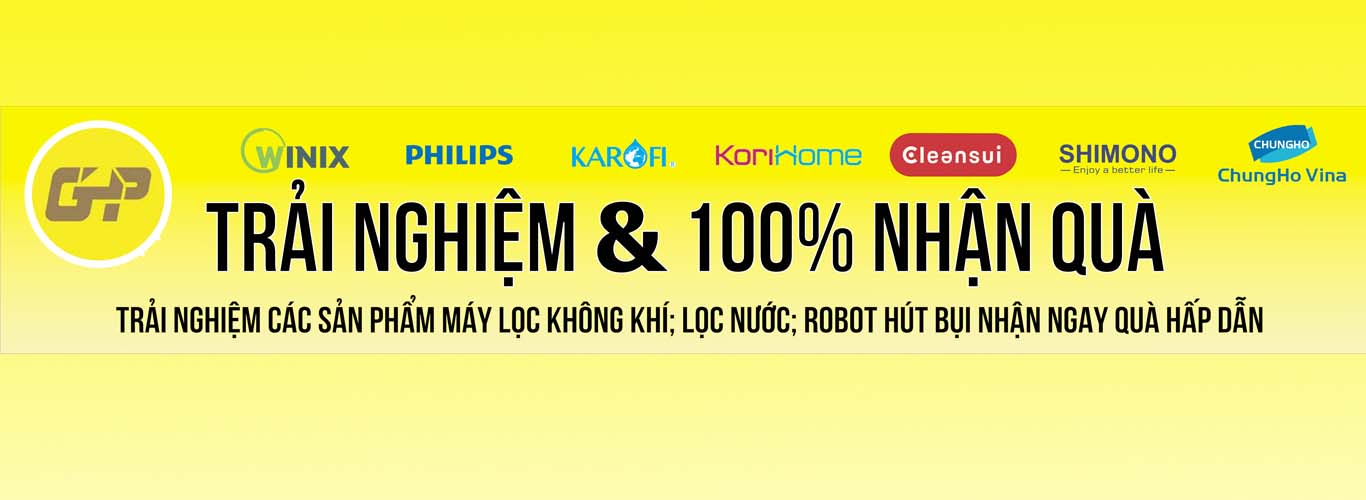 GHP
WINIX
PHILIPS
KAROFI
KoriHome
Cleansui
SHIMONO
Enjoy a better life
CHUNGHO
ChungHo Vina
TRẢI NGHIỆM & 100% NHẬN QUÀ
TRẢI NGHIỆM CÁC SẢN PHẨM MÁY LỌC KHÔNG KHÍ; LỌC NƯỚC; ROBOT HÚT BỤI NHẬN NGAY QUÀ HẤP DẪN